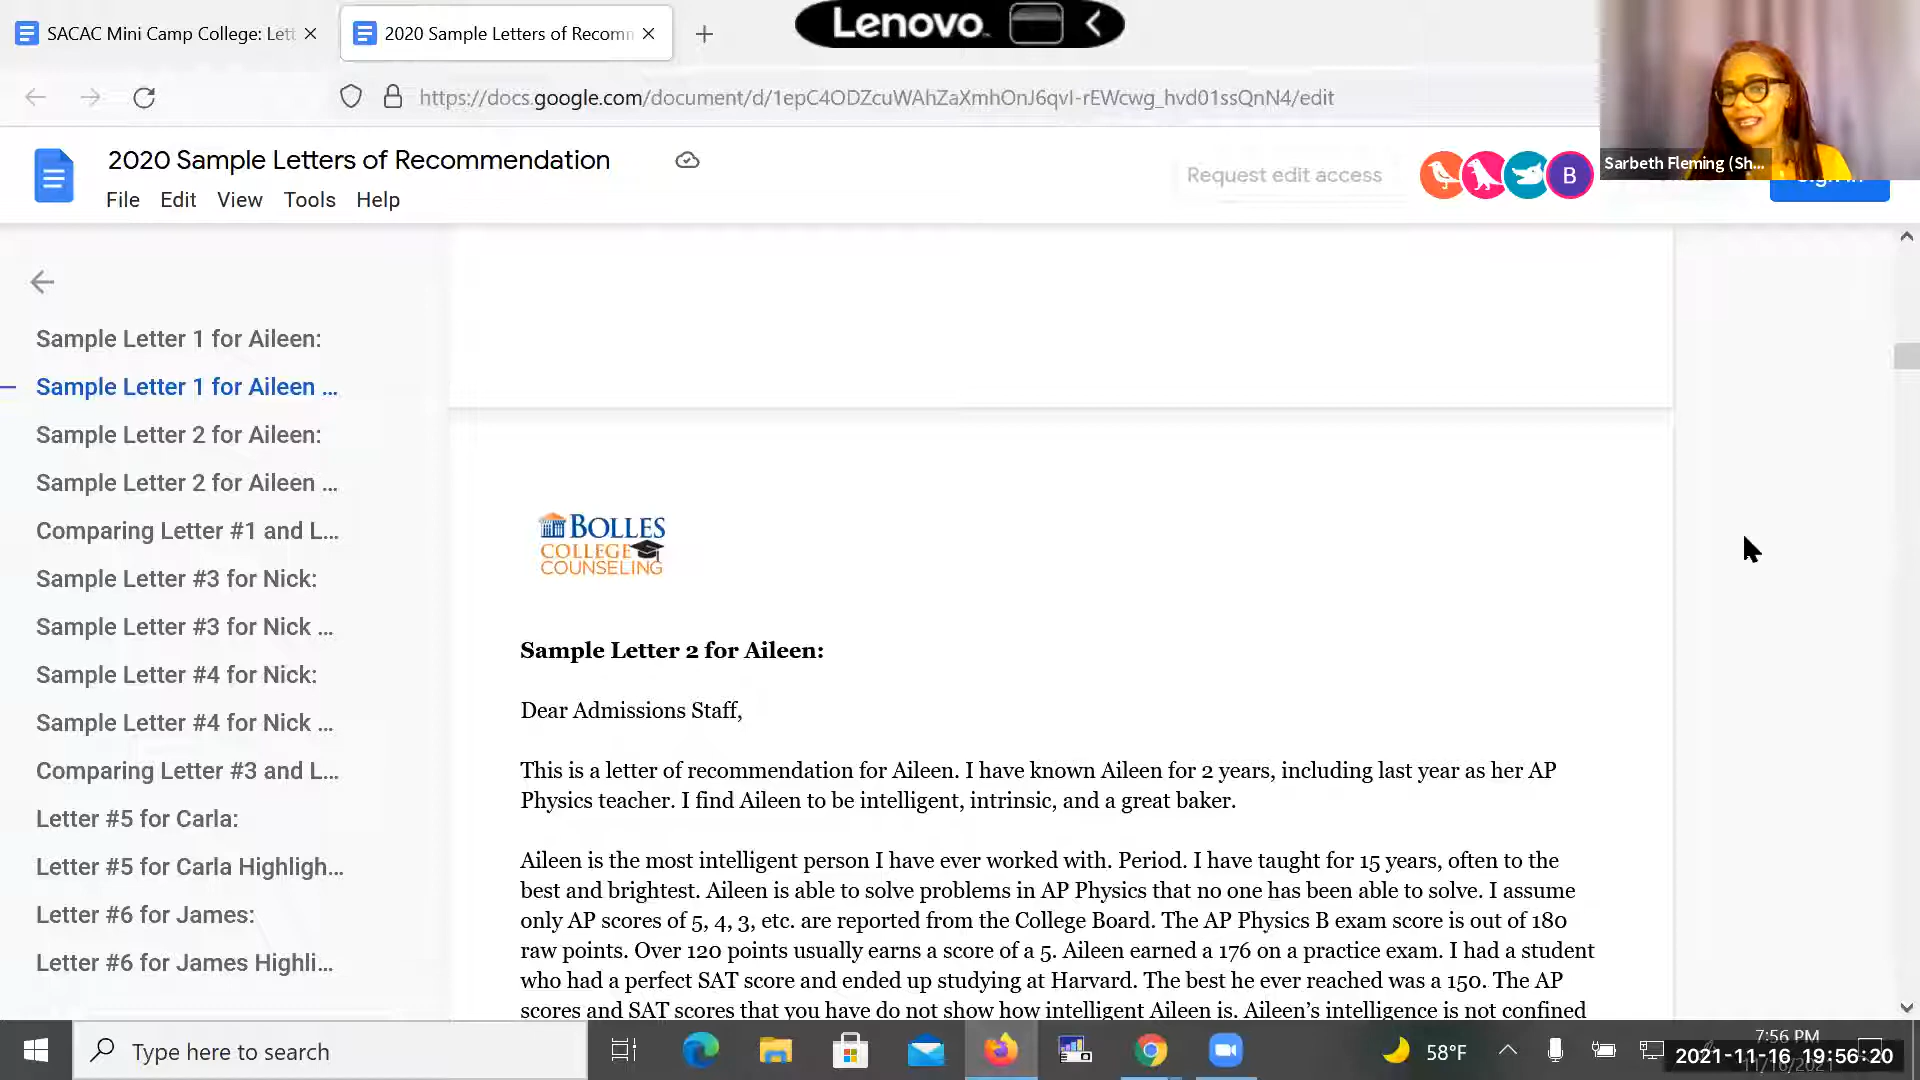 SACAC Mini Camp College: Lett
2020 Sample Letters of Recomm
Lenovo
https://docs.google.com/document/d/1epC4ODZcuWAhZaXmhOnJ6qvI-rEWcwg_hvd01ssQnN4/edit
2020 Sample Letters of Recommendation
File Edit View Tools Help
Request edit access
B
Sarbeth Fleming (Sh...
Sign in
Sample Letter 1 for Aileen:
Sample Letter 1 for Aileen ...
Sample Letter 2 for Aileen:
Sample Letter 2 for Aileen ...
Comparing Letter #1 and L...
Sample Letter #3 for Nick:
Sample Letter #3 for Nick ...
Sample Letter #4 for Nick:
Sample Letter #4 for Nick ...
Comparing Letter #3 and L...
Letter #5 for Carla:
Letter #5 for Carla Highligh...
Letter #6 for James:
Letter #6 for James Highli...
BOLLES
COLLEGE
COUNSELING
Sample Letter 2 for Aileen:
Dear Admissions Staff,
This is a letter of recommendation for Aileen. I have known Aileen for 2 years, including last year as her AP
Physics teacher. I find Aileen to be intelligent, intrinsic, and a great baker.
Aileen is the most intelligent person I have ever worked with. Period. I have taught for 15 years, often to the
best and brightest. Aileen is able to solve problems in AP Physics that no one has been able to solve. I assume
only AP scores of 5, 4, 3, etc. are reported from the College Board. The AP Physics B exam score is out of 180
raw points. Over 120 points usually earns a score of a 5. Aileen earned a 176 on a practice exam. I had a student
who had a perfect SAT score and ended up studying at Harvard. The best he ever reached was a 150. The AP
scores and SAT scores that you have do not show how intelligent Aileen is. Aileen's intelligence is not confined
Type here to search
58°F
7:56 PM
11/16/2021
2021-11-16 19:56:20